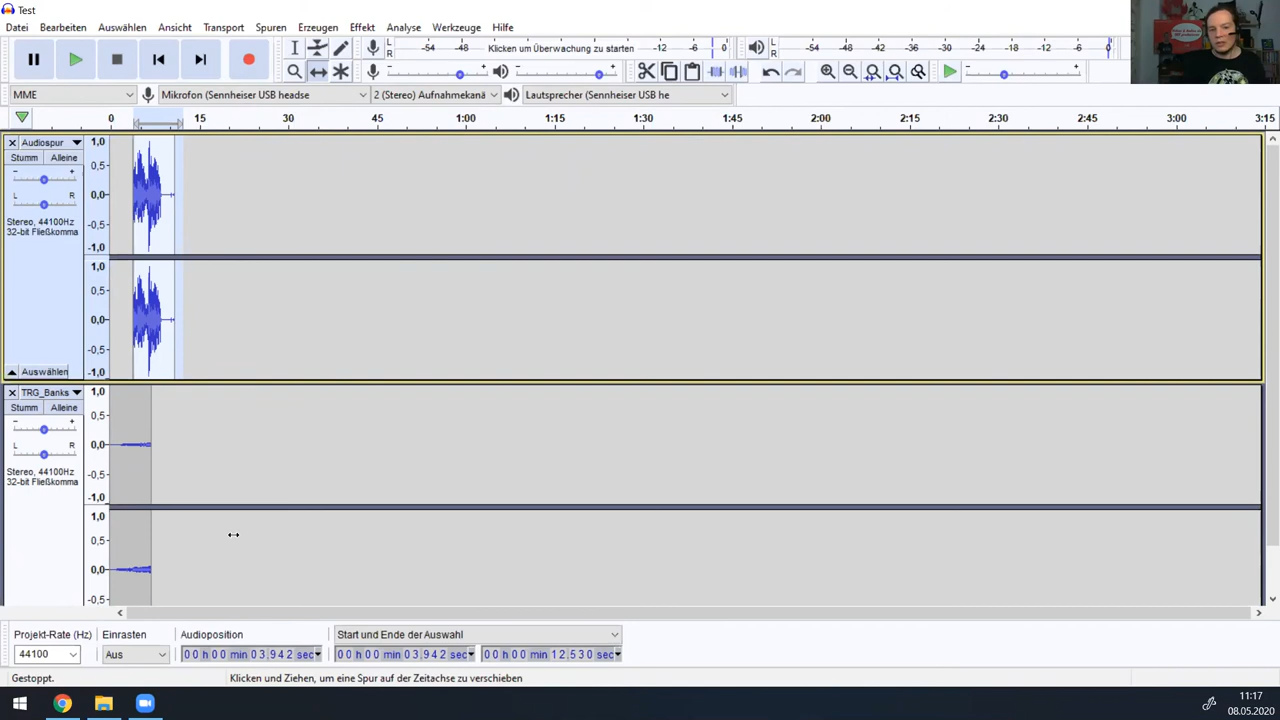 Test
Datei Bearbeiten Auswählen Ansicht Transport Spuren Erzeugen Effekt Analyse Werkzeuge Hilfe
L R -54 -48 Klicken um Überwachung zu starten -12 -6 0 L R -54 -48 -42 -36 -30 -24 -18 -12 -6 0
MME Mikrofon (Sennheiser USB headse 2 (Stereo) Aufnahmekanä Lautsprecher (Sennheiser USB he
0 15 30 45 1:00 1:15 1:30 1:45 2:00 2:15 2:30 2:45 3:00 3:15
Audiospur
Stumm Alleine
- +
L R
Stereo, 44100Hz
32-bit Fließkomma
Auswählen
1,0
0,5
0,0
-0,5
-1,0
1,0
0,5
0,0
-0,5
-1,0
TRG_Banks
Stumm Alleine
- +
L R
Stereo, 44100Hz
32-bit Fließkomma
1,0
0,5
0,0
-0,5
-1,0
1,0
0,5
0,0
-0,5
Projekt-Rate (Hz) Einrasten Audioposition Start und Ende der Auswahl
44100 Aus 00 h 00 min 03,942 sec 00 h 00 min 03,942 sec 00 h 00 min 12,530 sec
Gestoppt. Klicken und Ziehen, um eine Spur auf der Zeitachse zu verschieben
11:17
08.05.2020